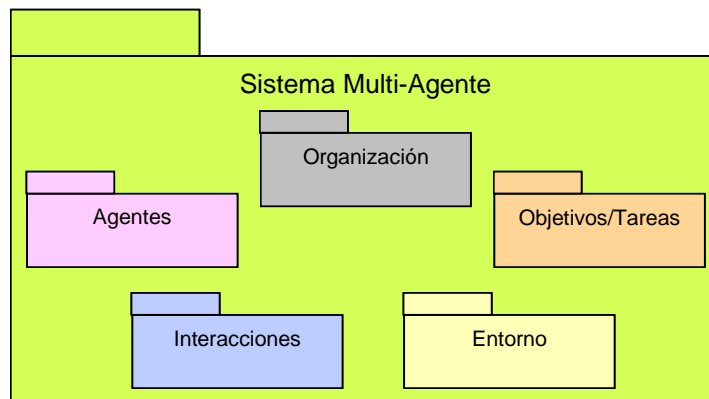 Sistema Multi-Agente
Organización
Agentes
Objetivos/Tareas
Interacciones
Entorno